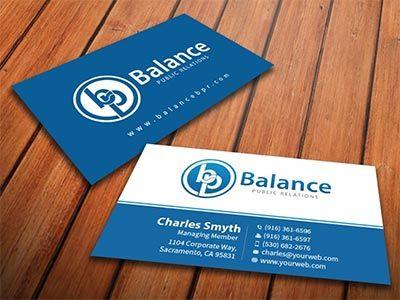 bp Balance
PUBLIC RELATIONS
www.balancebpr.com
bp Balance
PUBLIC RELATIONS
Charles Smyth
Managing Member
1104 Corporate Way,
Sacramento, CA 95831
(916) 361-6596
(916) 361-6597
(530) 682-2676
charles@yourweb.com
www.yourweb.com